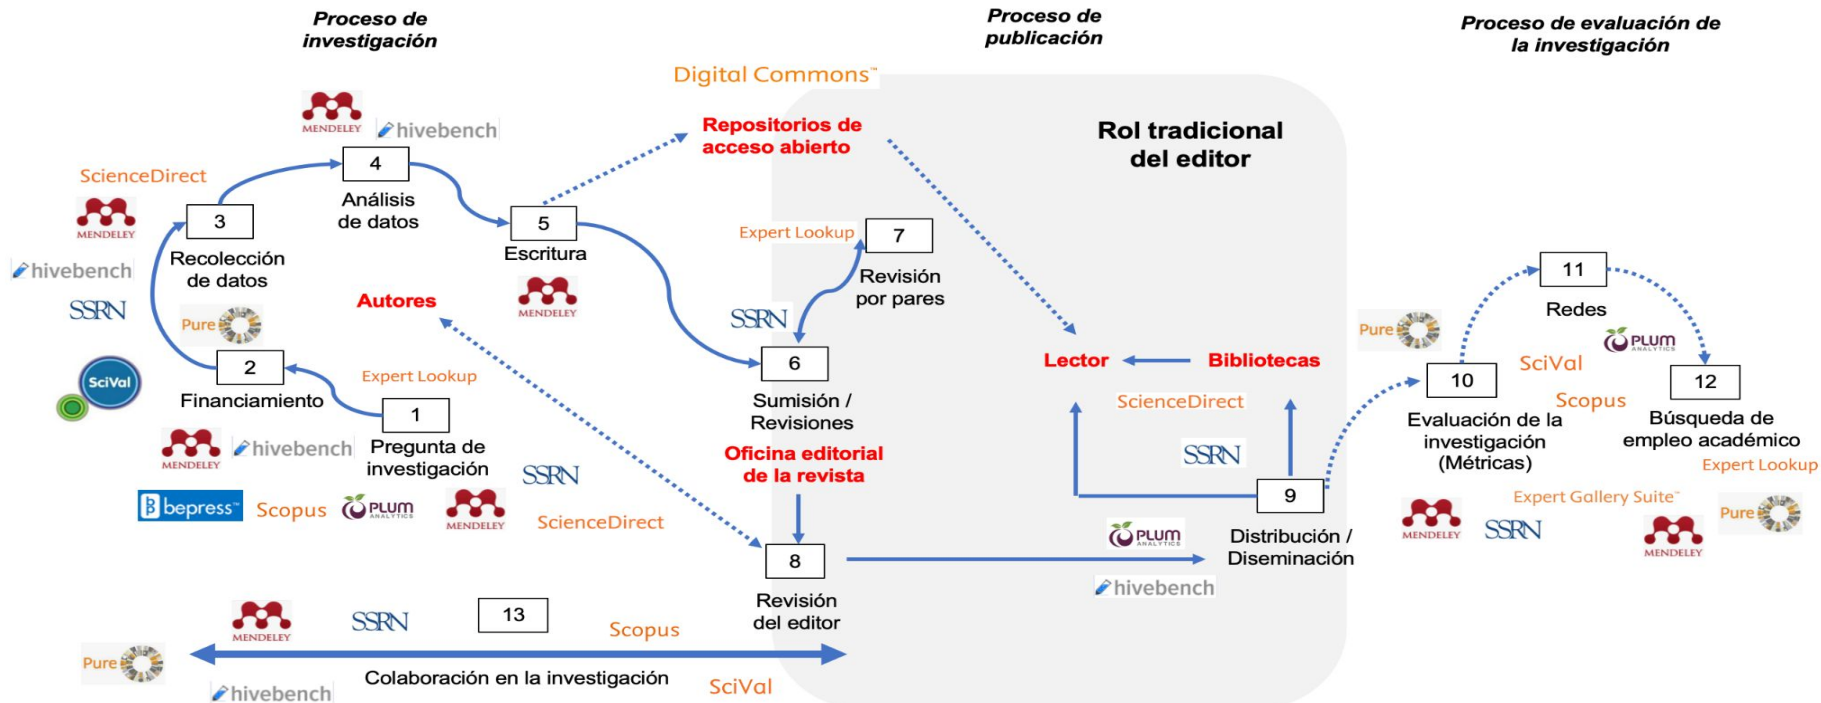 Proceso de
investigación
Proceso de
publicación
Proceso de evaluación de
la investigación
Digital Commons™
Repositorios de
acceso abierto
Rol tradicional
del editor
MENDELEY
hivebench
4
Análisis
de datos
ScienceDirect
MENDELEY
3
Recolección
de datos
hivebench
SSRN
5
Escritura
MENDELEY
Autores
Pure
SciVal
2
Financiamiento
Expert Lookup
1
Pregunta de
investigación
MENDELEY
hivebench
SSRN
bepress™
Scopus
PLUM
ANALYTICS
MENDELEY
ScienceDirect
Expert Lookup
7
Revisión
por pares
SSRN
6
Sumisión /
Revisiones
Oficina editorial
de la revista
8
Revisión
del editor
Lector
Bibliotecas
ScienceDirect
SSRN
9
Distribución /
Diseminación
PLUM
ANALYTICS
hivebench
11
Redes
Pure
10
Evaluación de la
investigación
(Métricas)
SciVal
PLUM
ANALYTICS
Scopus
12
Búsqueda de
empleo académico
Expert Lookup
MENDELEY
SSRN
Expert Gallery Suite™
MENDELEY
Pure
MENDELEY
SSRN
13
Scopus
Pure
hivebench
Colaboración en la investigación
SciVal